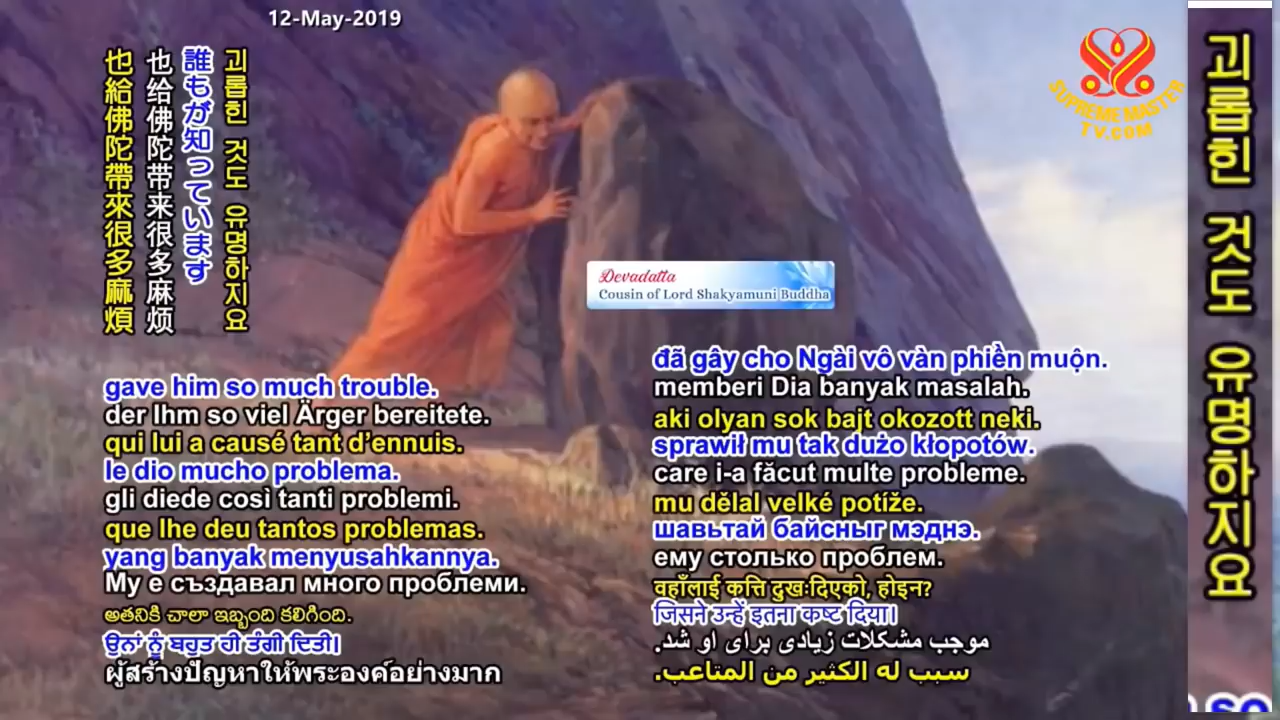 12-May-2019
괴롭힌 것도 유명하지요
誰もが知っています
也给佛陀带来很多麻烦
也給佛陀帶來很多麻煩
SUPREME MASTER
TV.COM
괴롭힌 것도 유명하지요
Devadatta
Cousin of Lord Shakyamuni Buddha
gave him so much trouble.
der Ihm so viel Ärger bereitete.
qui lui a causé tant d’ennuis.
le dio mucho problema.
gli diede così tanti problemi.
que lhe deu tantos problemas.
yang banyak menyusahkannya.
Му е създавал много проблеми.
అతనికి చాలా ఇబ్బంది కలిగింది.
ਉਨਾਂ ਨੂੰ ਬਹੁਤ ਹੀ ਤੰਗੀ ਦਿਤੀ।
ผู้สร้างปัญหาให้พระองค์อย่างมาก
đã gây cho Ngài vô vàn phiền muộn.
memberi Dia banyak masalah.
aki olyan sok bajt okozott neki.
sprawił mu tak dużo kłopotów.
care i-a făcut multe probleme.
mu dělal velké potíže.
шавьтай байсныг мэднэ.
ему столько проблем.
वहाँलाई कत्ति दुखःदिएको, होइन?
जिसने उन्हें इतना कष्ट दिया।
موجب مشکلات زیادی برای او شد.
سبب له الكثير من المتاعب.
so